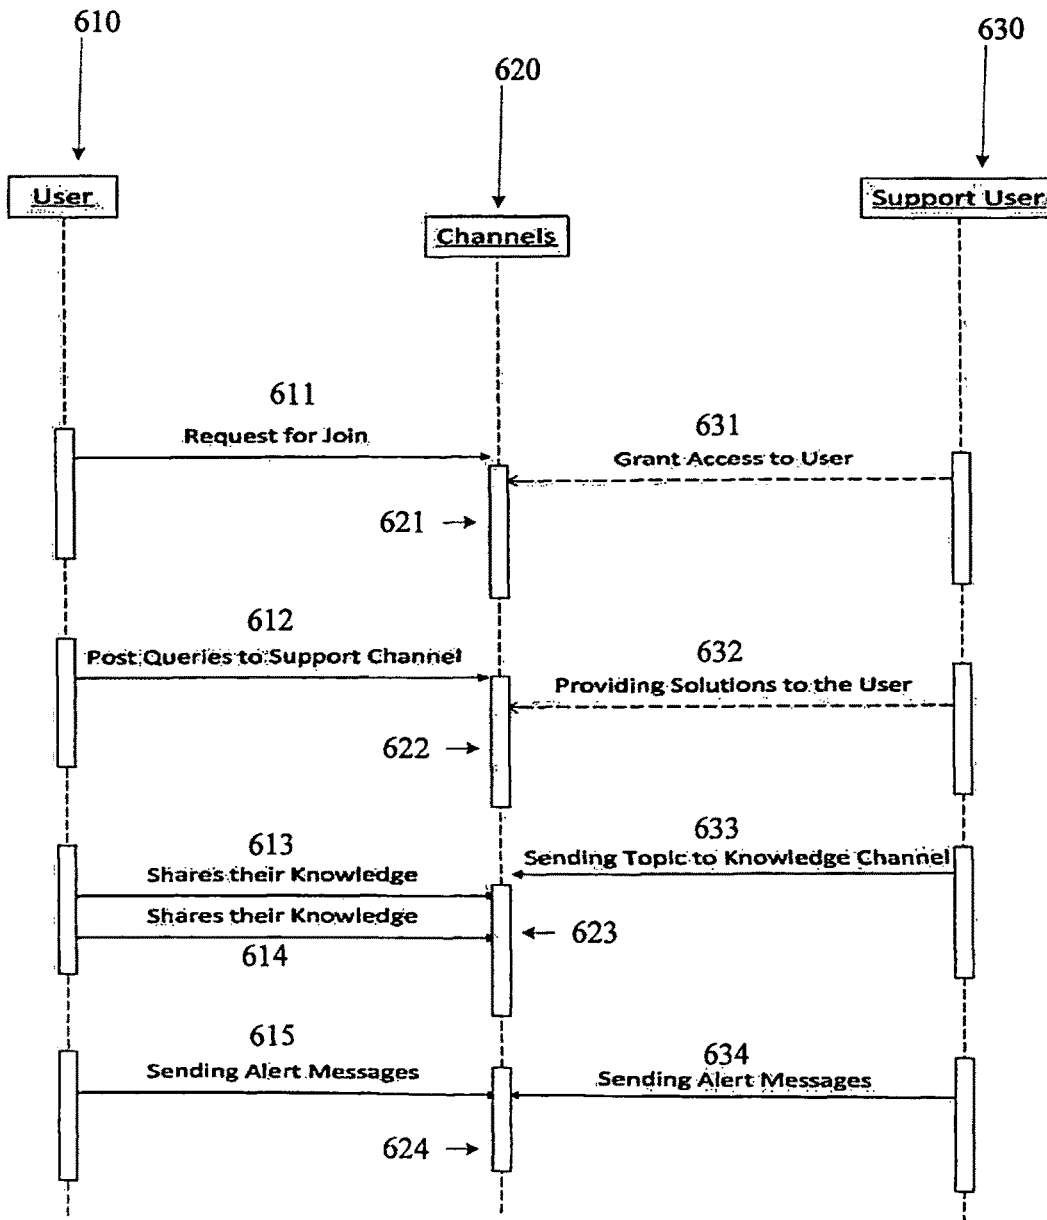 610
620
630
User
Channels
Support User
611
Request for Join
631
Grant Access to User
621
612
Post Queries to Support Channel
632
Providing Solutions to the User
622
613
Shares their Knowledge
633
Sending Topic to Knowledge Channel
Shares their Knowledge
614
623
615
Sending Alert Messages
634
Sending Alert Messages
624